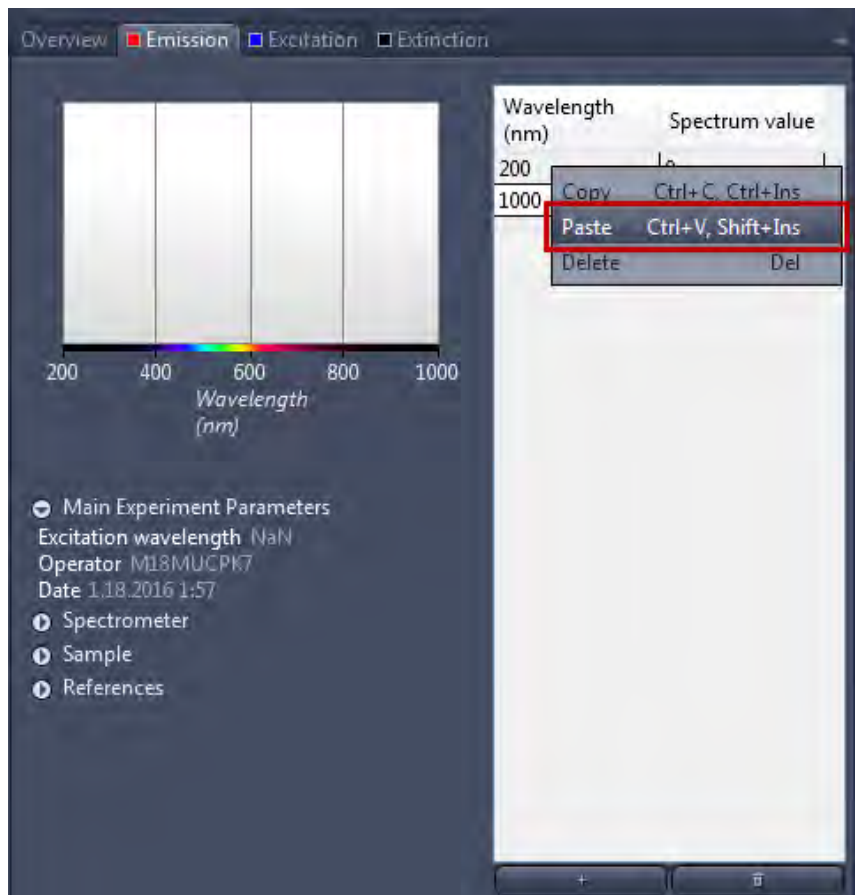 Overview Emission Excitation Extinction
200 400 600 800 1000
Wavelength
(nm)
Main Experiment Parameters
Excitation wavelength NaN
Operator M18MUCPK7
Date 1.18.2016 1:57
Spectrometer
Sample
References
Wavelength
(nm)
Spectrum value
200
1000
Copy Ctrl+C, Ctrl+Ins
Paste Ctrl+V, Shift+Ins
Delete Del
+